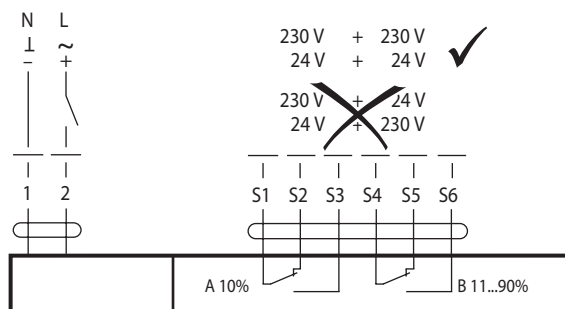 N L
⊥ ~
– +
230 V + 230 V
24 V + 24 V
230 V + 24 V
24 V + 230 V
1 2 S1 S2 S3 S4 S5 S6
A 10% B 11...90%